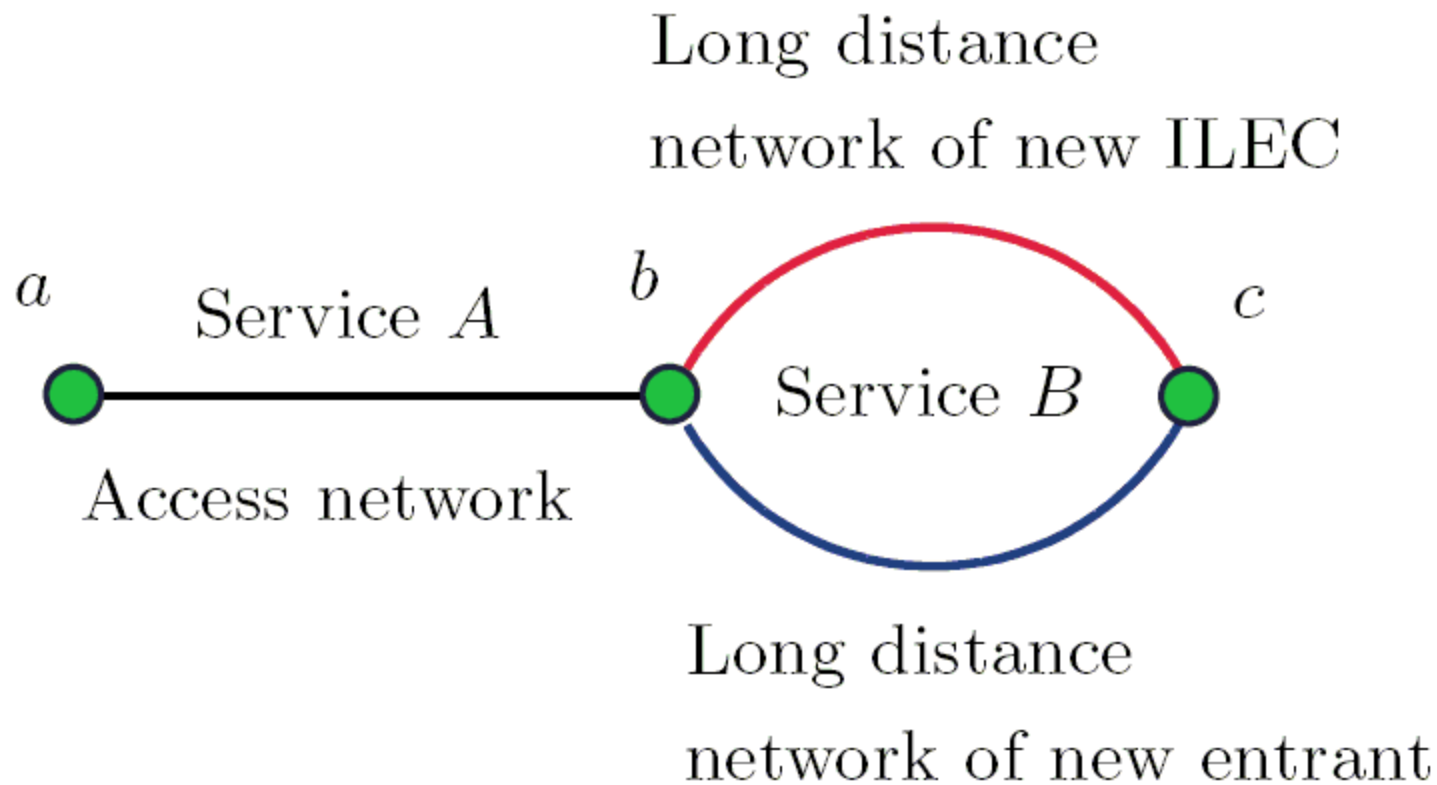 Long distance
network of new ILEC
a
b
c
Service A
Service B
Access network
Long distance
network of new entrant